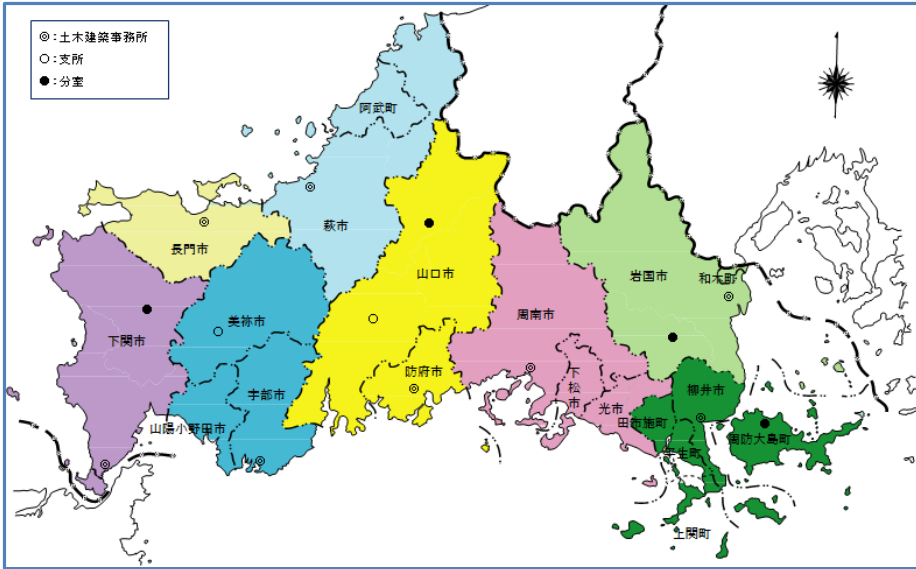 ◎：土木建築事務所
○：支所
●：分室
阿武町
萩市
長門市
山口市
岩国市
和木町
美祢市
周南市
下関市
防府市
下松市
柳井市
宇部市
光市
田布施町
山陽小野田市
周防大島町
平生町
上関町